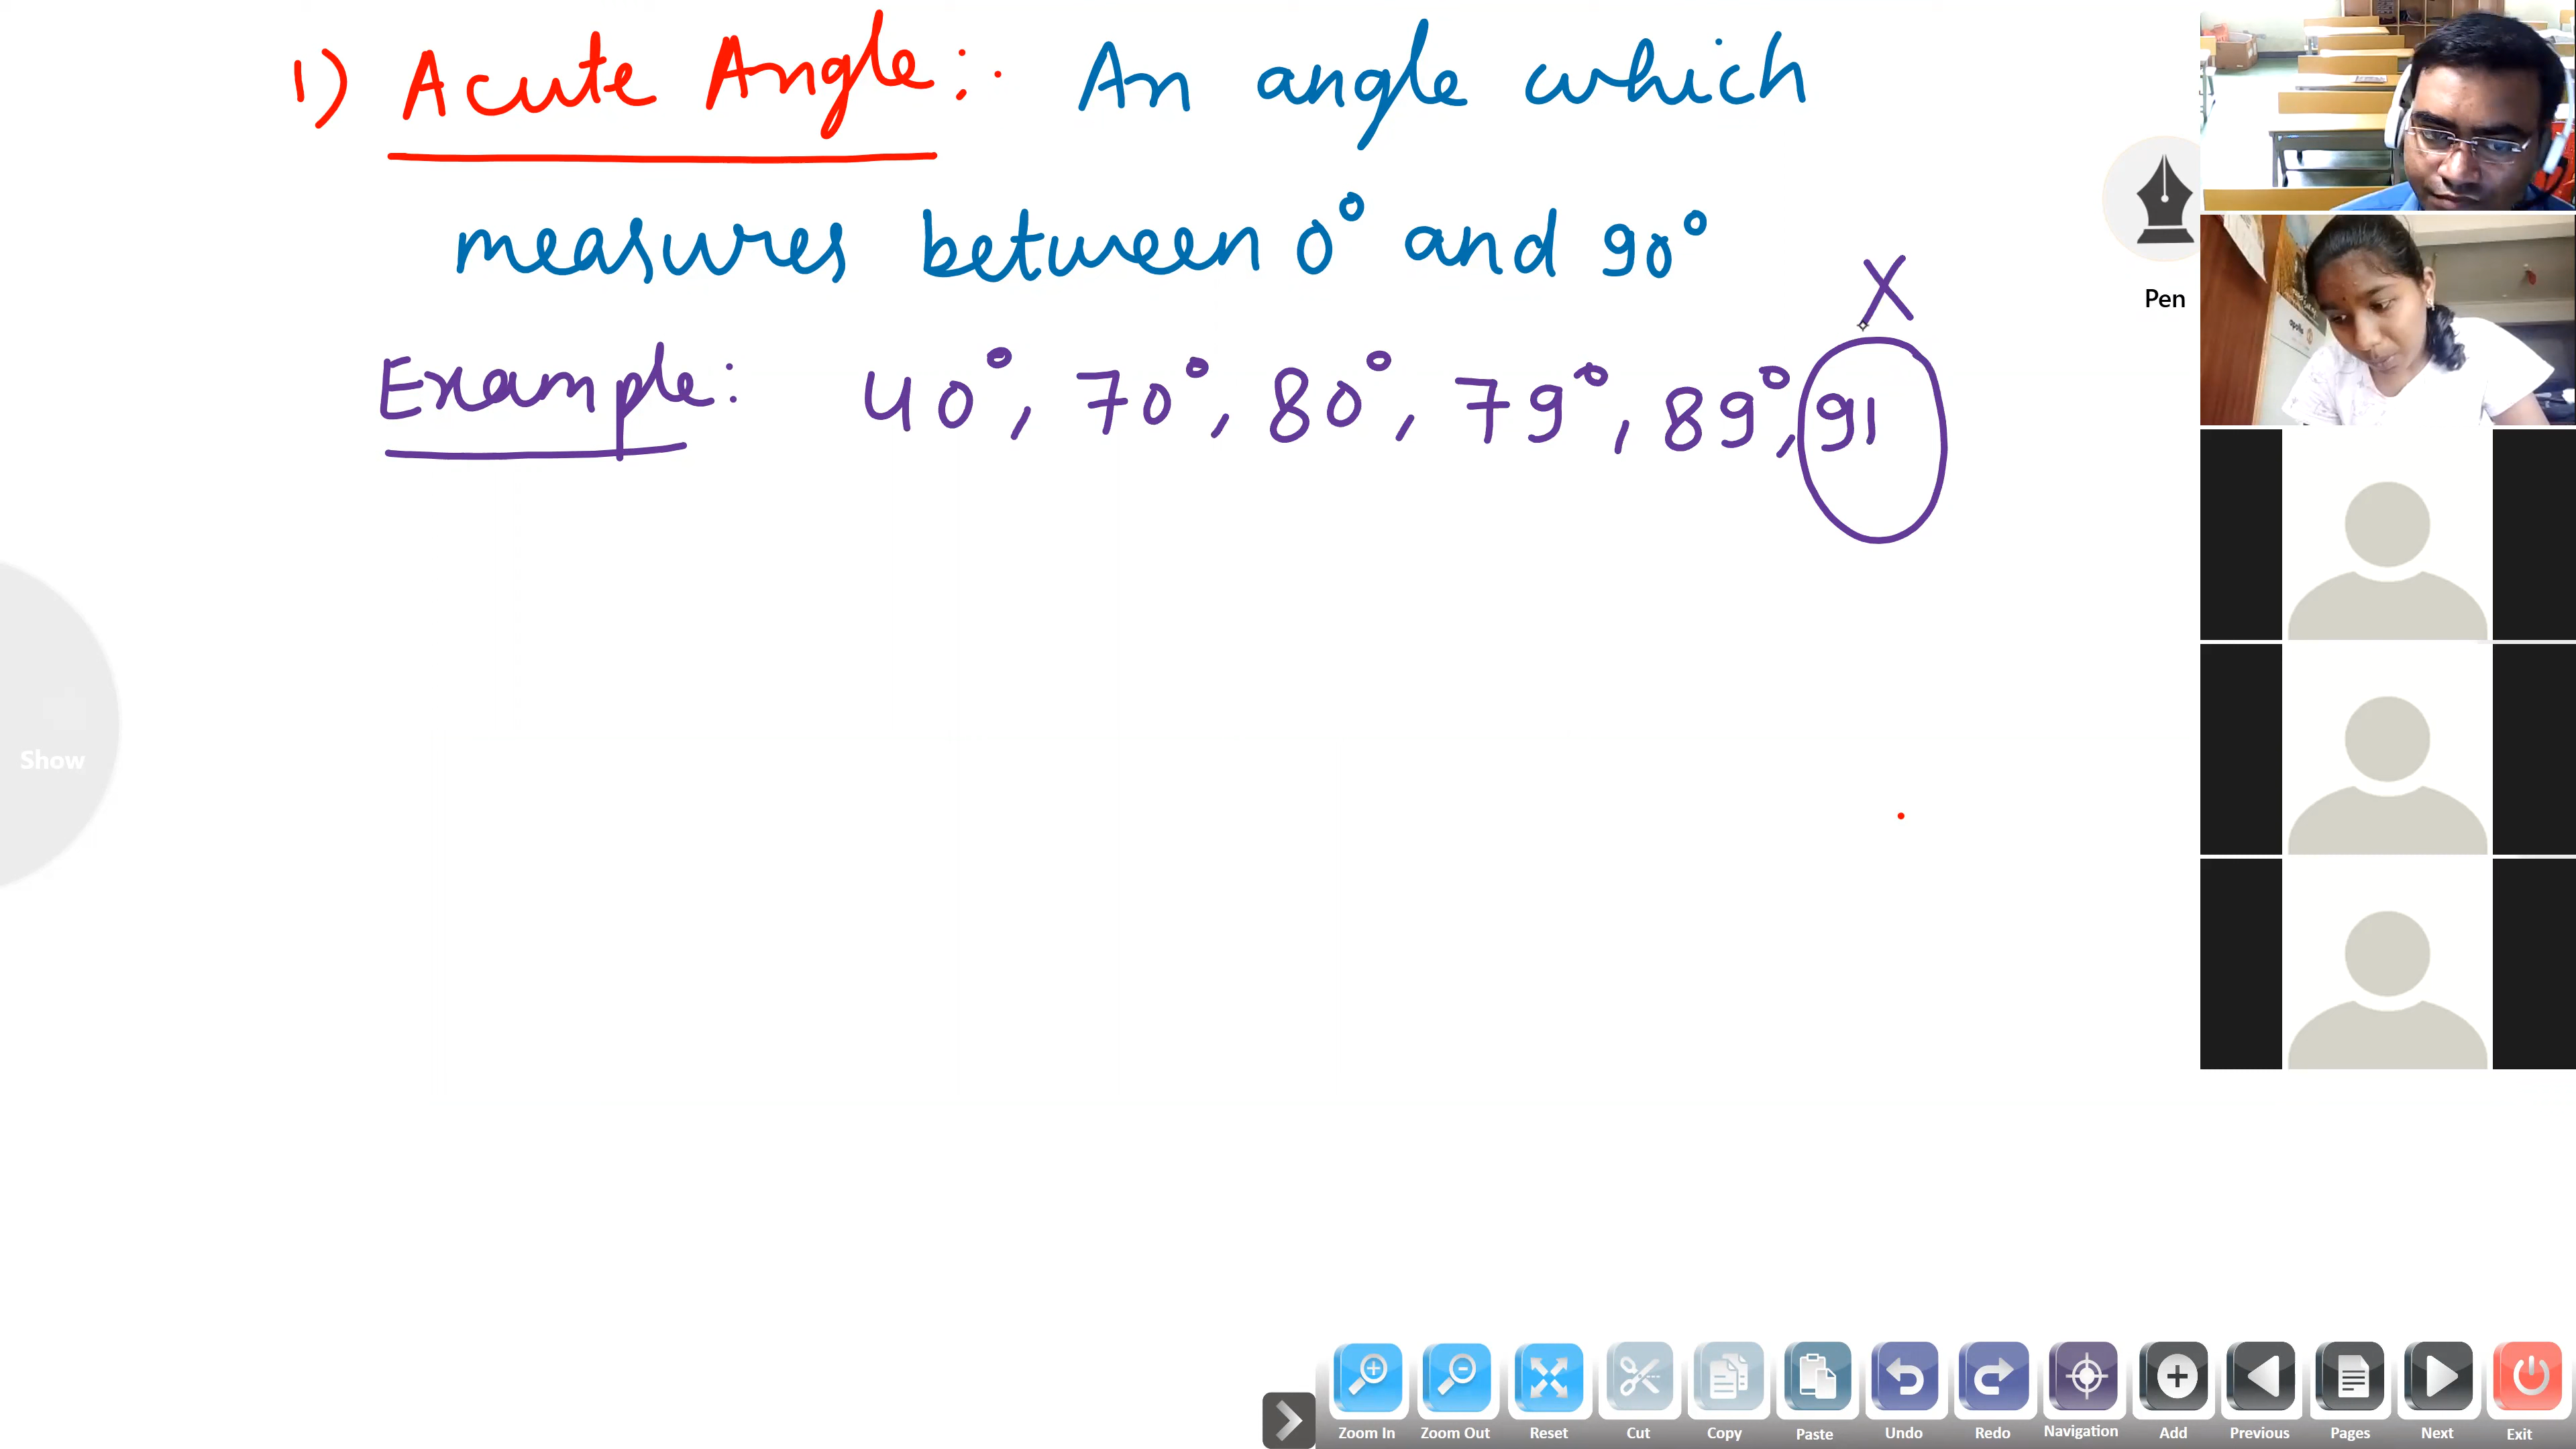 1) Acute Angle:. An angle which
measures between 0° and 90°
X
Example: 40°, 70°, 80°, 79°, 89°, 91
Pen
Show
Zoom In Zoom Out Reset Cut Copy Paste Undo Redo Navigation Add Previous Pages Next Exit